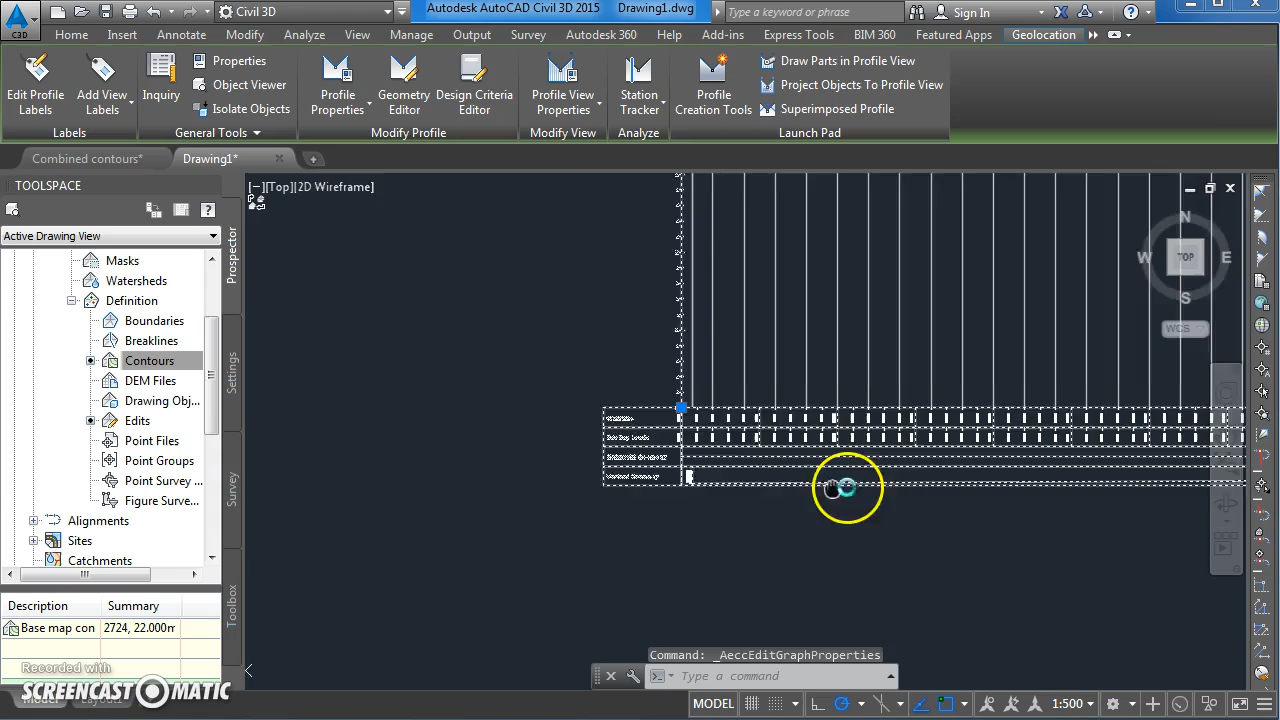 Civil 3D
Autodesk AutoCAD Civil 3D 2015 Drawing1.dwg
Type a keyword or phrase
Sign In
C3D
Home Insert Annotate Modify Analyze View Manage Output Survey Autodesk 360 Help Add-ins Express Tools BIM 360 Featured Apps Geolocation
Edit Profile Labels
Add View Labels
Inquiry
Properties
Object Viewer
Isolate Objects
Profile Properties
Geometry Editor
Design Criteria Editor
Profile View Properties
Station Tracker
Profile Creation Tools
Draw Parts in Profile View
Project Objects To Profile View
Superimposed Profile
Labels
General Tools
Modify Profile
Modify View
Analyze
Launch Pad
Combined contours*
Drawing1*
TOOLSPACE
[−][Top][2D Wireframe]
Active Drawing View
Masks
Watersheds
Definition
Boundaries
Breaklines
Contours
DEM Files
Drawing Obj...
Edits
Point Files
Point Groups
Point Survey ...
Figure Survey...
Alignments
Sites
Catchments
Prospector
Settings
Survey
Toolbox
N
W TOP E
S
WCS
Description Summary
Base map con 2724, 22.000m
Recorded with
SCREENCAST MATIC
Model Layout1
Command: _AeccEditGraphProperties
Type a command
MODEL
1:500